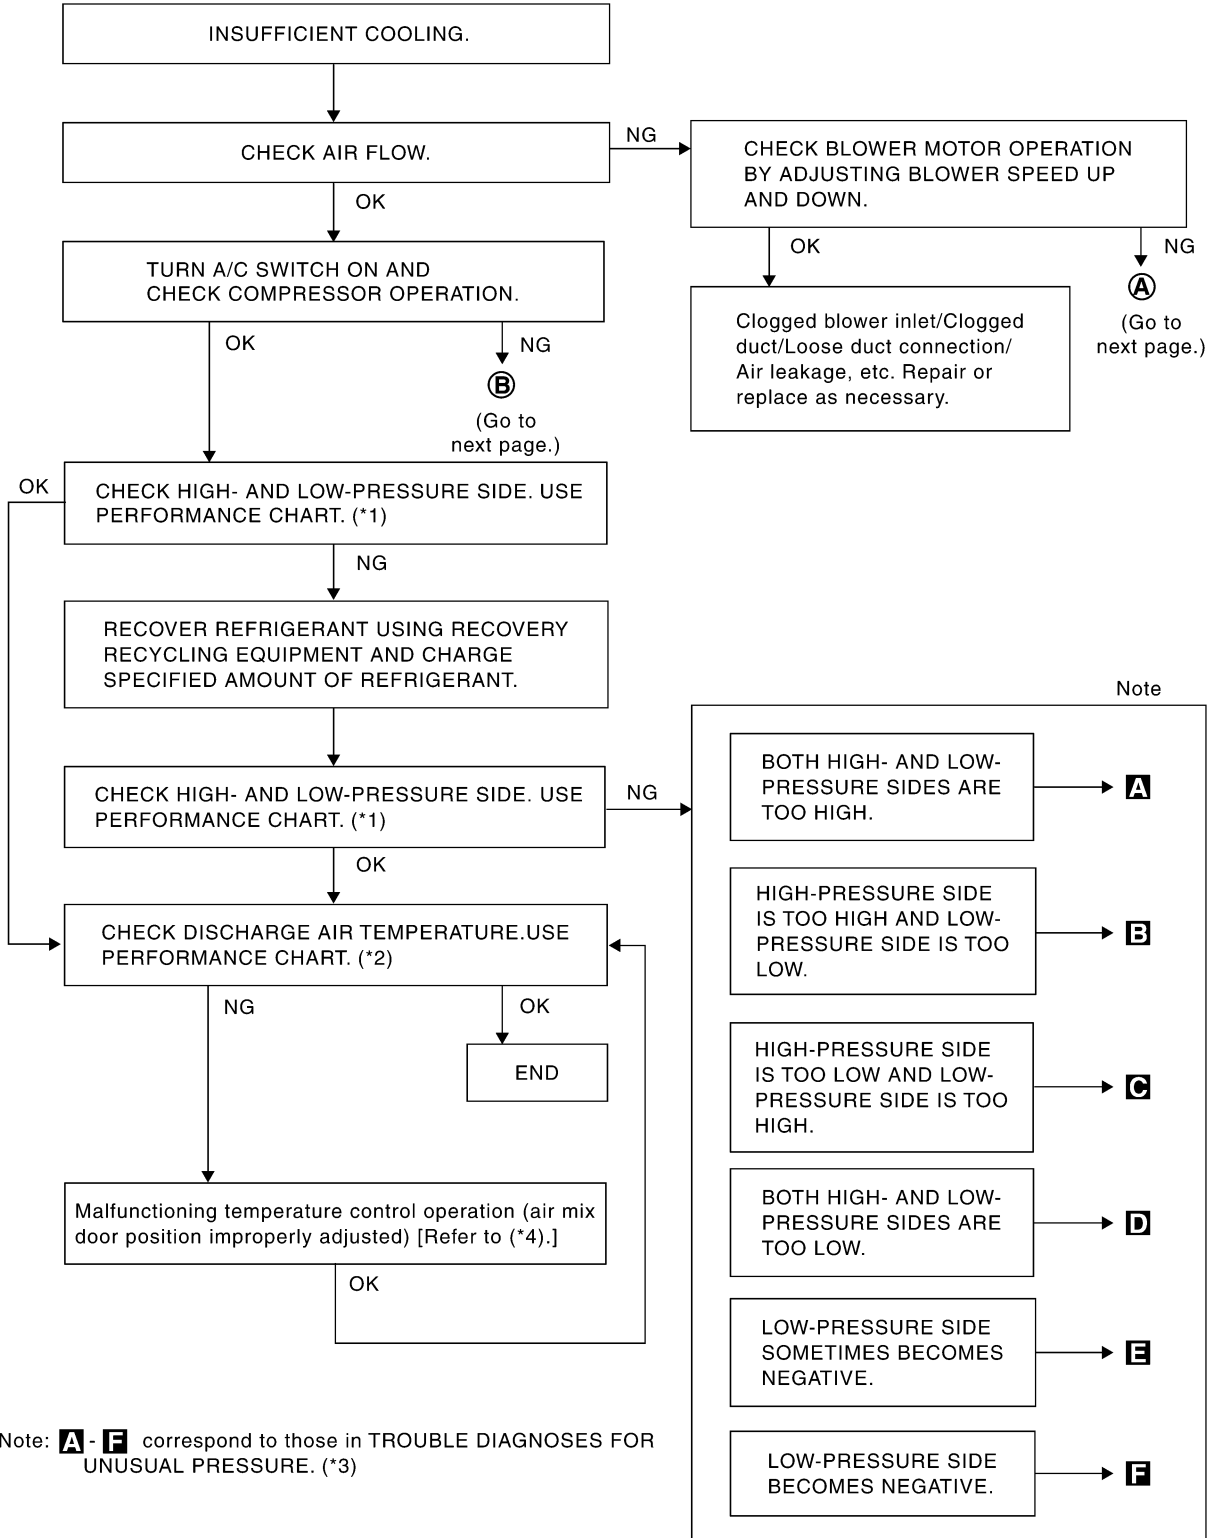 INSUFFICIENT COOLING.
CHECK AIR FLOW.
NG
CHECK BLOWER MOTOR OPERATION
BY ADJUSTING BLOWER SPEED UP
AND DOWN.
OK
OK
NG
TURN A/C SWITCH ON AND
CHECK COMPRESSOR OPERATION.
A
(Go to
next page.)
Clogged blower inlet/Clogged
duct/Loose duct connection/
Air leakage, etc. Repair or
replace as necessary.
OK
NG
B
(Go to
next page.)
OK
CHECK HIGH- AND LOW-PRESSURE SIDE. USE
PERFORMANCE CHART. (*1)
NG
RECOVER REFRIGERANT USING RECOVERY
RECYCLING EQUIPMENT AND CHARGE
SPECIFIED AMOUNT OF REFRIGERANT.
CHECK HIGH- AND LOW-PRESSURE SIDE. USE
PERFORMANCE CHART. (*1)
NG
OK
CHECK DISCHARGE AIR TEMPERATURE.USE
PERFORMANCE CHART. (*2)
NG
OK
END
Malfunctioning temperature control operation (air mix
door position improperly adjusted) [Refer to (*4).]
OK
Note
BOTH HIGH- AND LOW-
PRESSURE SIDES ARE
TOO HIGH.
A
HIGH-PRESSURE SIDE
IS TOO HIGH AND LOW-
PRESSURE SIDE IS TOO
LOW.
B
HIGH-PRESSURE SIDE
IS TOO LOW AND LOW-
PRESSURE SIDE IS TOO
HIGH.
C
BOTH HIGH- AND LOW-
PRESSURE SIDES ARE
TOO LOW.
D
LOW-PRESSURE SIDE
SOMETIMES BECOMES
NEGATIVE.
E
LOW-PRESSURE SIDE
BECOMES NEGATIVE.
F
Note: A - F correspond to those in TROUBLE DIAGNOSES FOR
UNUSUAL PRESSURE. (*3)